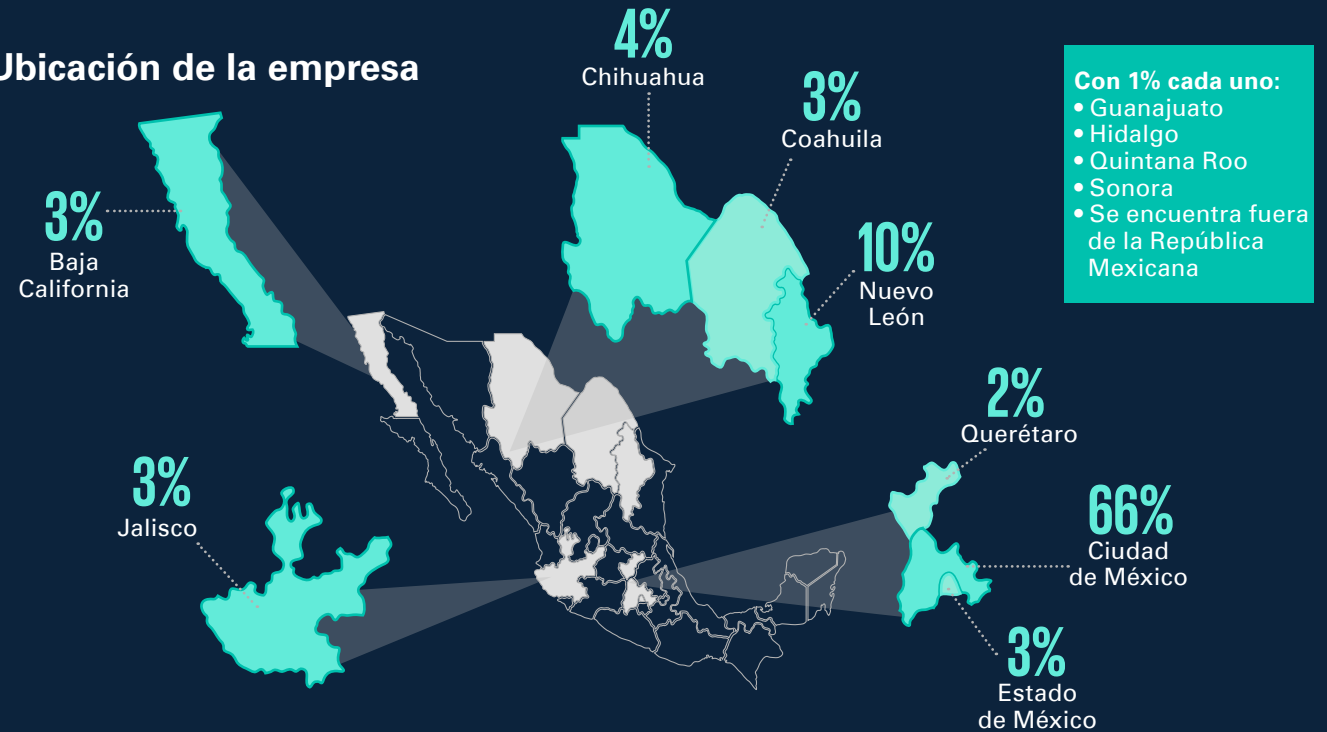 Ubicación de la empresa
4%
Chihuahua
3%
Coahuila
10%
Nuevo
León
3%
Baja
California
3%
Jalisco
2%
Querétaro
66%
Ciudad
de México
3%
Estado
de México
Con 1% cada uno:
• Guanajuato
• Hidalgo
• Quintana Roo
• Sonora
• Se encuentra fuera
de la República
Mexicana